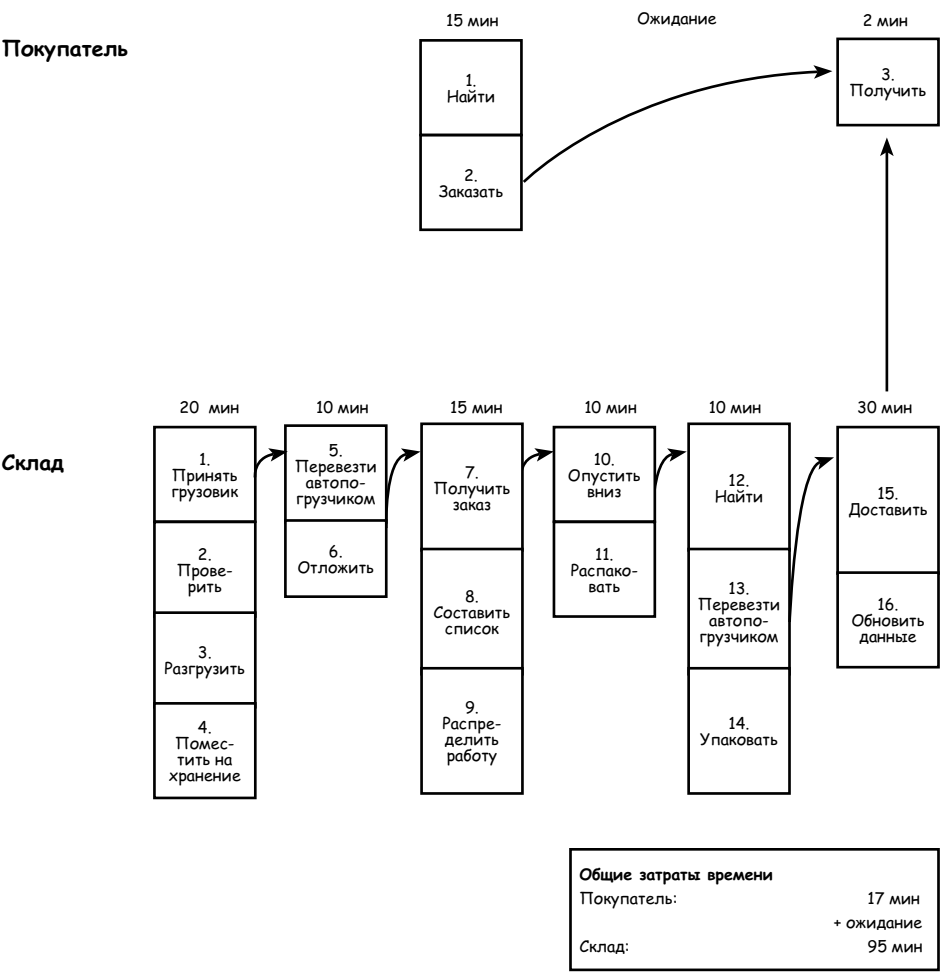 15 мин
Ожидание
2 мин
Покупатель
1.
Найти
2.
Заказать
3.
Получить
20 мин
10 мин
15 мин
10 мин
10 мин
30 мин
Склад
1.
Принять
грузовик
2.
Прове-
рить
3.
Разгрузить
4.
Помес-
тить на
хранение
5.
Перевезти
автопо-
грузчиком
6.
Отложить
7.
Получить
заказ
8.
Составить
список
9.
Распре-
делить
работу
10.
Опустить
вниз
11.
Распако-
вать
12.
Найти
13.
Перевезти
автопо-
грузчиком
14.
Упаковать
15.
Доставить
16.
Обновить
данные
Общие затраты времени
Покупатель: 17 мин
+ ожидание
Склад: 95 мин